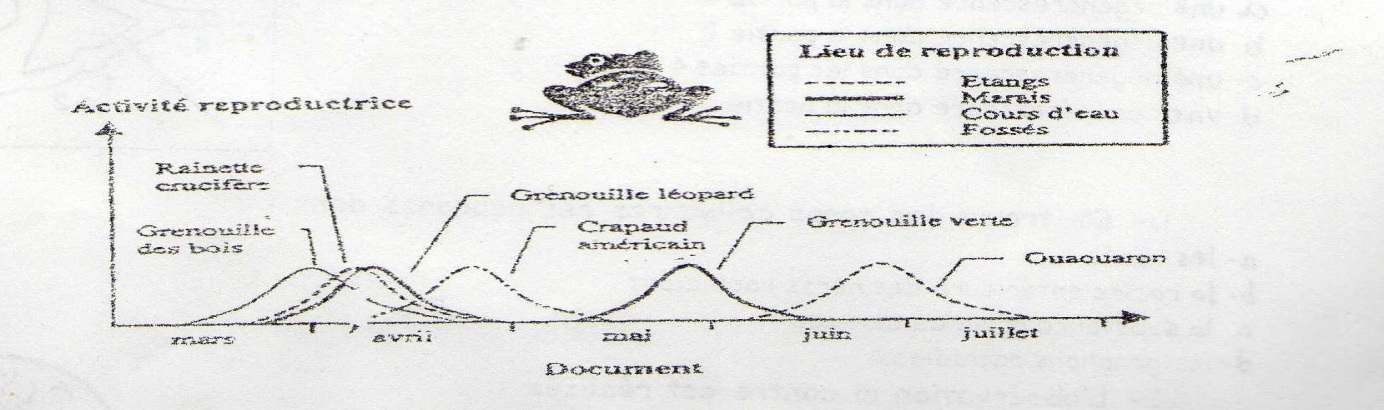 Lieu de reproduction
Etangs
Marais
Cours d'eau
Fossés
Activité reproductrice
Rainette
crucifère
Grenouille
des bois
Grenouille léopard
Crapaud
américain
Grenouille verte
Ouaouaron
mars
avril
mai
juin
juillet
Document